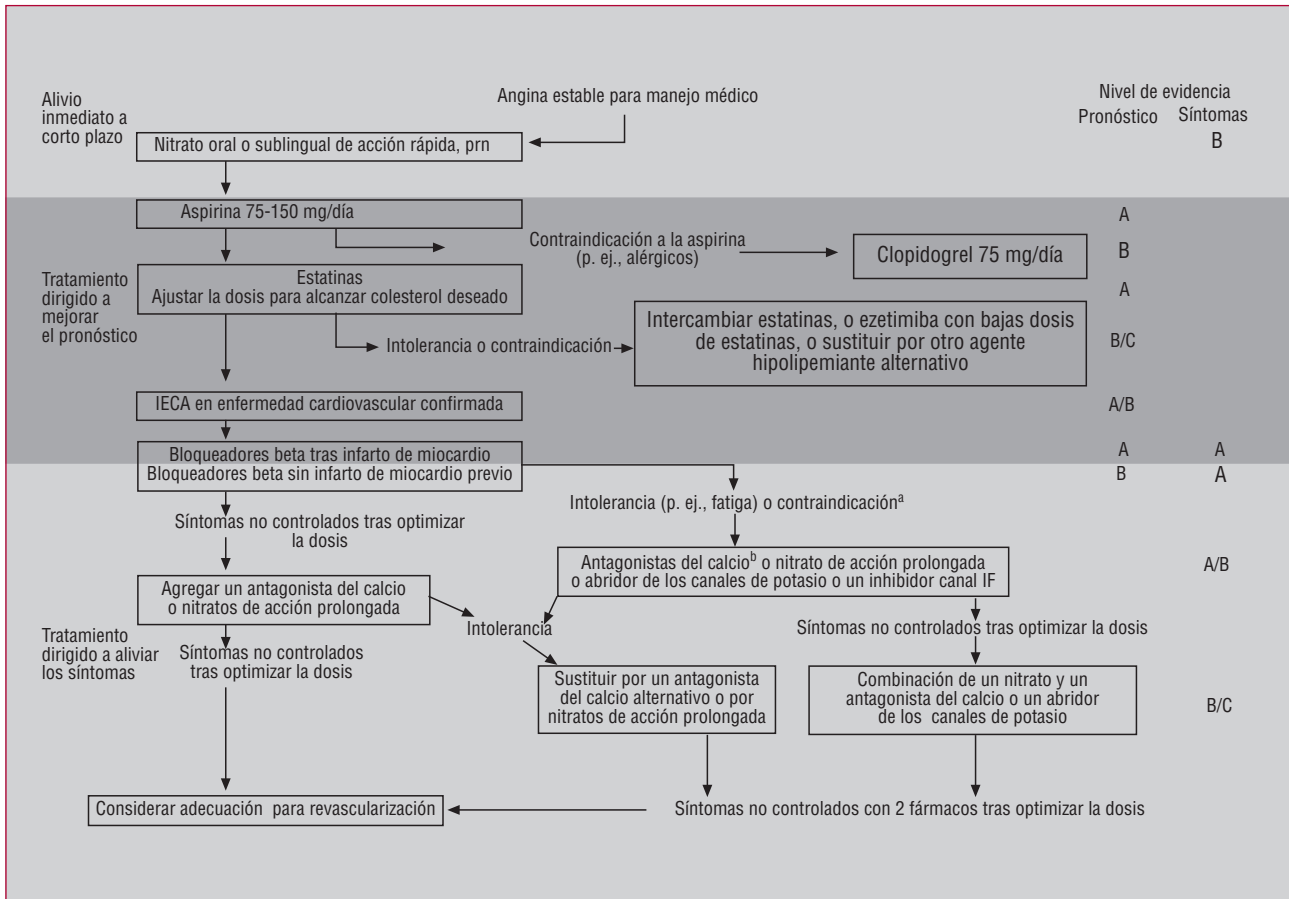 Nivel de evidencia
Pronóstico Síntomas
Alivio
inmediato a
corto plazo
Angina estable para manejo médico
Nitrato oral o sublingual de acción rápida, prn
B
Aspirina 75-150 mg/día
A
Contraindicación a la aspirina
(p. ej., alérgicos)
Clopidogrel 75 mg/día
B
Tratamiento
dirigido a
mejorar
el pronóstico
Estatinas
Ajustar la dosis para alcanzar colesterol deseado
A
Intolerancia o contraindicación
Intercambiar estatinas, o ezetimiba con bajas dosis
de estatinas, o sustituir por otro agente
hipolipemiante alternativo
B/C
IECA en enfermedad cardiovascular confirmada
A/B
Bloqueadores beta tras infarto de miocardio
A A
Bloqueadores beta sin infarto de miocardio previo
B A
Intolerancia (p. ej., fatiga) o contraindicaciónª
Síntomas no controlados tras optimizar
la dosis
Antagonistas del calcioᵇ o nitrato de acción prolongada
o abridor de los canales de potasio o un inhibidor canal IF
A/B
Agregar un antagonista del calcio
o nitratos de acción prolongada
Intolerancia
Síntomas no controlados tras optimizar la dosis
Tratamiento
dirigido a aliviar
los síntomas
Síntomas no controlados
tras optimizar la dosis
Sustituir por un antagonista
del calcio alternativo o por
nitratos de acción prolongada
Combinación de un nitrato y un
antagonista del calcio o un abridor
de los canales de potasio
B/C
Considerar adecuación para revascularización
Síntomas no controlados con 2 fármacos tras optimizar la dosis